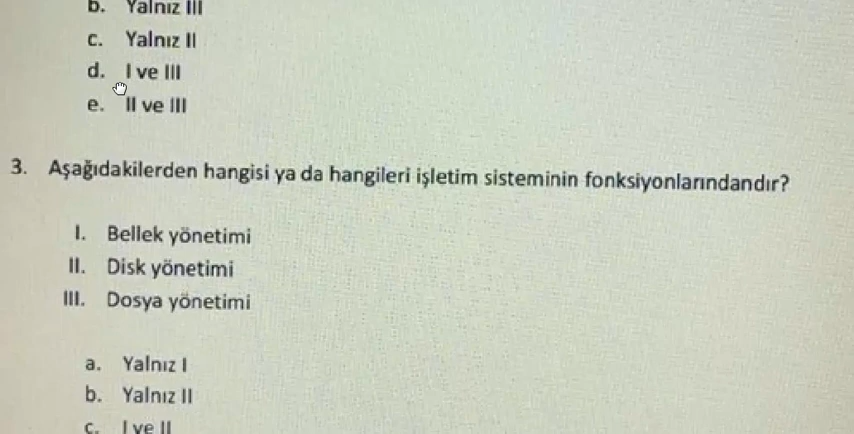 b. Yalnız III
c. Yalnız II
d. I ve III
e. II ve III
3. Aşağıdakilerden hangisi ya da hangileri işletim sisteminin fonksiyonlarındandır?
I. Bellek yönetimi
II. Disk yönetimi
III. Dosya yönetimi
a. Yalnız I
b. Yalnız II
c. I ve II